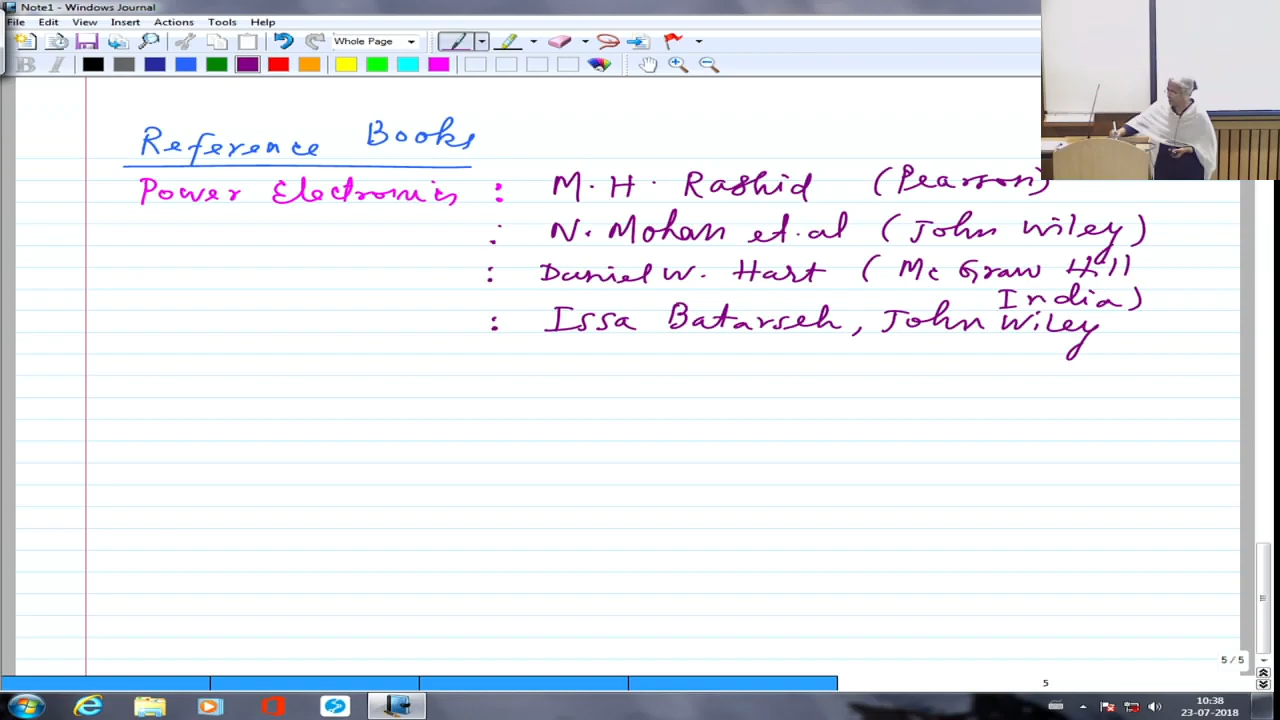 Note1 - Windows Journal
File Edit View Insert Actions Tools Help
Whole Page
B I
Reference Books
Power Electronics : M. H. Rashid (Pearson)
: N. Mohan et. al (John Wiley)
: Daniel W. Hart (Mc Graw Hill
India)
: Issa Batarseh, John Wiley
5 / 5
5
10:38
23-07-2018